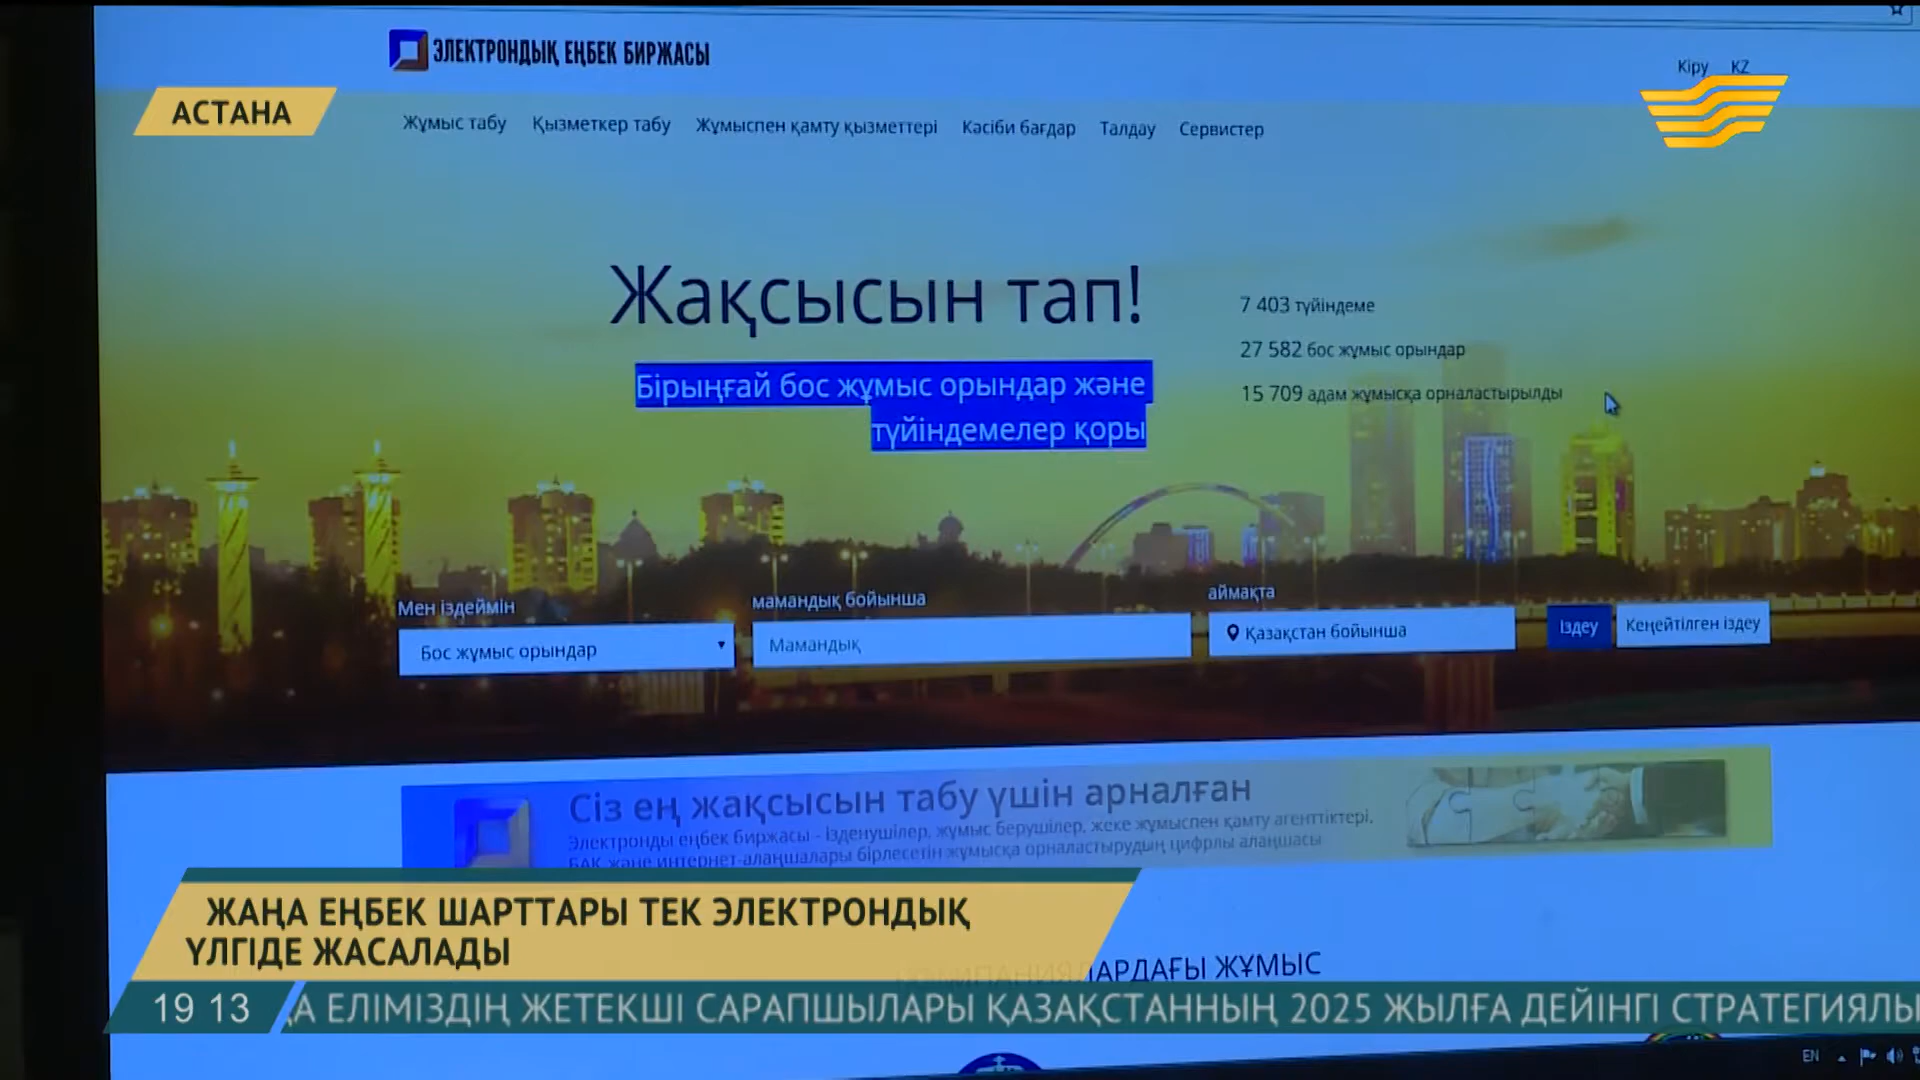 ЭЛЕКТРОНДЫҚ ЕҢБЕК БИРЖАСЫ
Кіру KZ
АСТАНА
Жұмыс табу Қызметкер табу Жұмыспен қамту қызметтері Кәсіби бағдар Талдау Сервистер
Жақсысын тап!
7 403 түйіндеме
27 582 бос жұмыс орындар
15 709 адам жұмысқа орналастырылды
Бірыңғай бос жұмыс орындар және
түйіндемелер қоры
Мен іздеймін мамандық бойынша аймақта
Бос жұмыс орындар Мамандық Қазақстан бойынша Іздеу Кеңейтілген іздеу
Сіз ең жақсысын табу үшін арналған
Электронды еңбек биржасы - ізденушілер, жұмыс берушілер, жеке жұмыспен қамту агенттіктері,
БАҚ және интернет-алаңшалары бірлесетін жұмысқа орналастырудың цифрлы алаңшасы
ЖАҢА ЕҢБЕК ШАРТТАРЫ ТЕК ЭЛЕКТРОНДЫҚ
ҮЛГІДЕ ЖАСАЛАДЫ
КОМПАНИЯЛАРДАҒЫ ЖҰМЫС
19 13 ҚА ЕЛІМІЗДІҢ ЖЕТЕКШІ САРАПШЫЛАРЫ ҚАЗАҚСТАННЫҢ 2025 ЖЫЛҒА ДЕЙІНГІ СТРАТЕГИЯЛЫ
EN